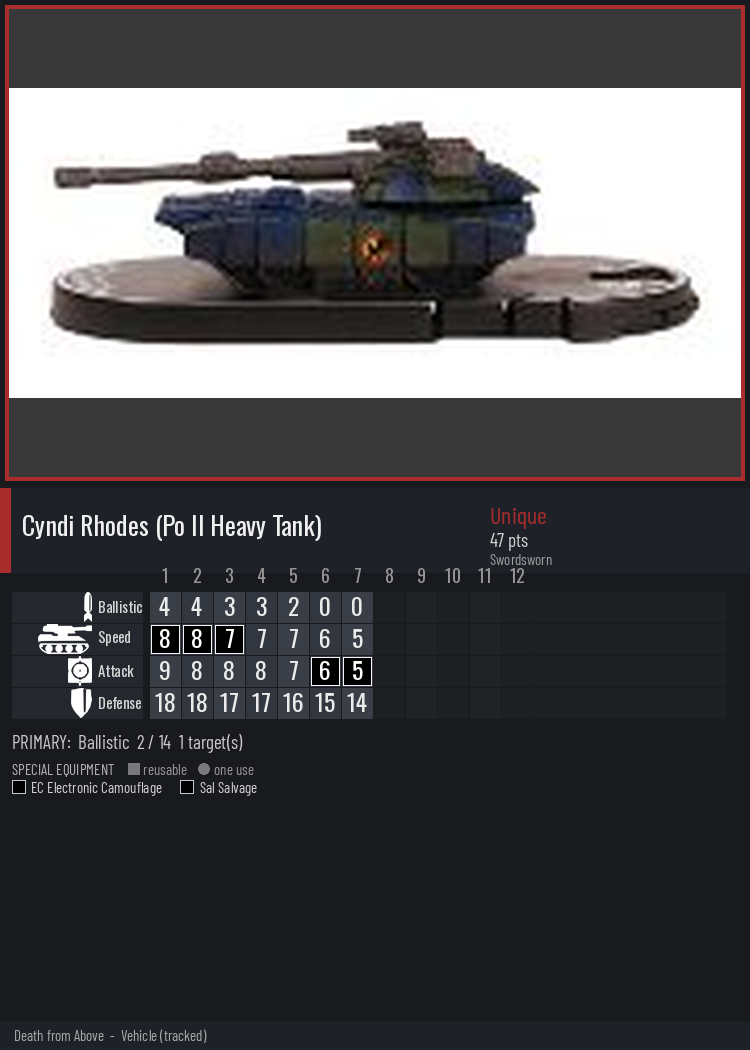 Cyndi Rhodes (Po II Heavy Tank)
Unique
47 pts
Swordsworn
1 2 3 4 5 6 7 8 9 10 11 12
Ballistic 4 4 3 3 2 0 0
Speed 8 8 7 7 7 6 5
Attack 9 8 8 8 7 6 5
Defense 18 18 17 17 16 15 14
PRIMARY: Ballistic 2 / 14 1 target(s)
SPECIAL EQUIPMENT reusable one use
EC Electronic Camouflage Sal Salvage
Death from Above - Vehicle (tracked)